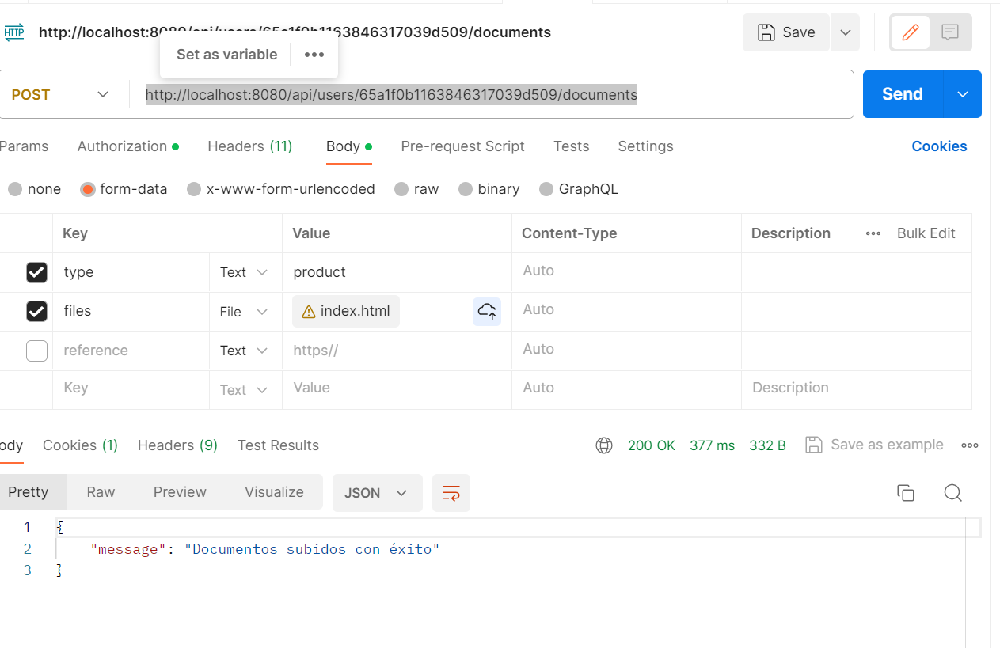 HTTP http://localhost:8080/api/users/65a1f0b1163846317039d509/documents Save
Set as variable
POST http://localhost:8080/api/users/65a1f0b1163846317039d509/documents Send
Params Authorization Headers (11) Body Pre-request Script Tests Settings Cookies
none form-data x-www-form-urlencoded raw binary GraphQL
Key Value Content-Type Description Bulk Edit
type Text product Auto
files File index.html Auto
reference Text https// Auto
Key Text Value Auto Description
ody Cookies (1) Headers (9) Test Results 200 OK 377 ms 332 B Save as example
Pretty Raw Preview Visualize JSON
1 {
2 "message": "Documentos subidos con éxito"
3 }